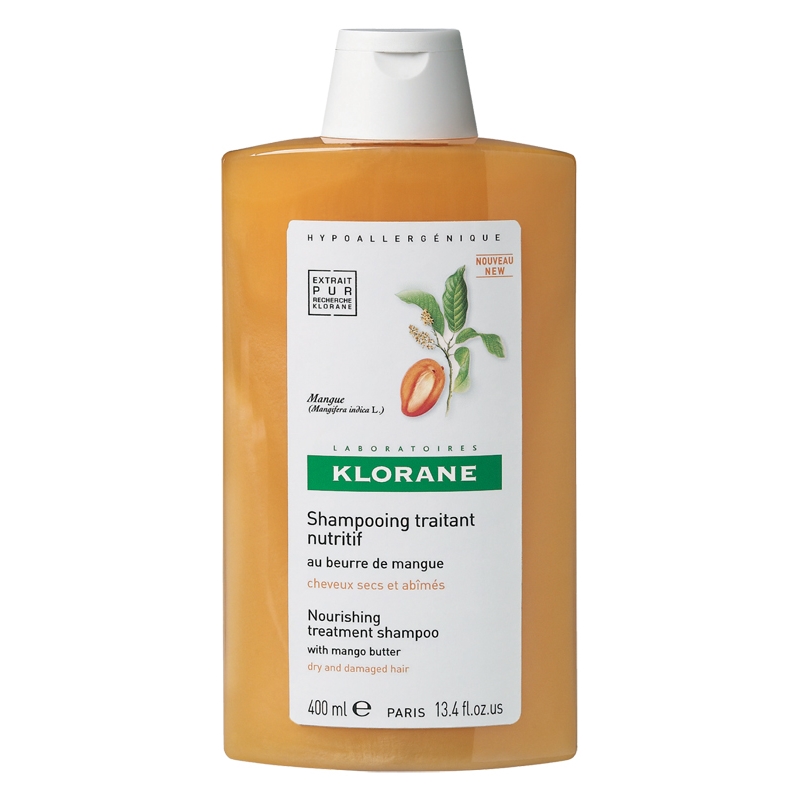 HYPOALLERGÉNIQUE
NOUVEAU
NEW
EXTRAIT
PUR
RECHERCHE
KLORANE
Mangue
(Mangifera indica L.)
LABORATOIRES
KLORANE
Shampooing traitant
nutritif
au beurre de mangue
cheveux secs et abîmés
Nourishing
treatment shampoo
with mango butter
dry and damaged hair
400 ml ℮ PARIS 13.4 fl.oz.us